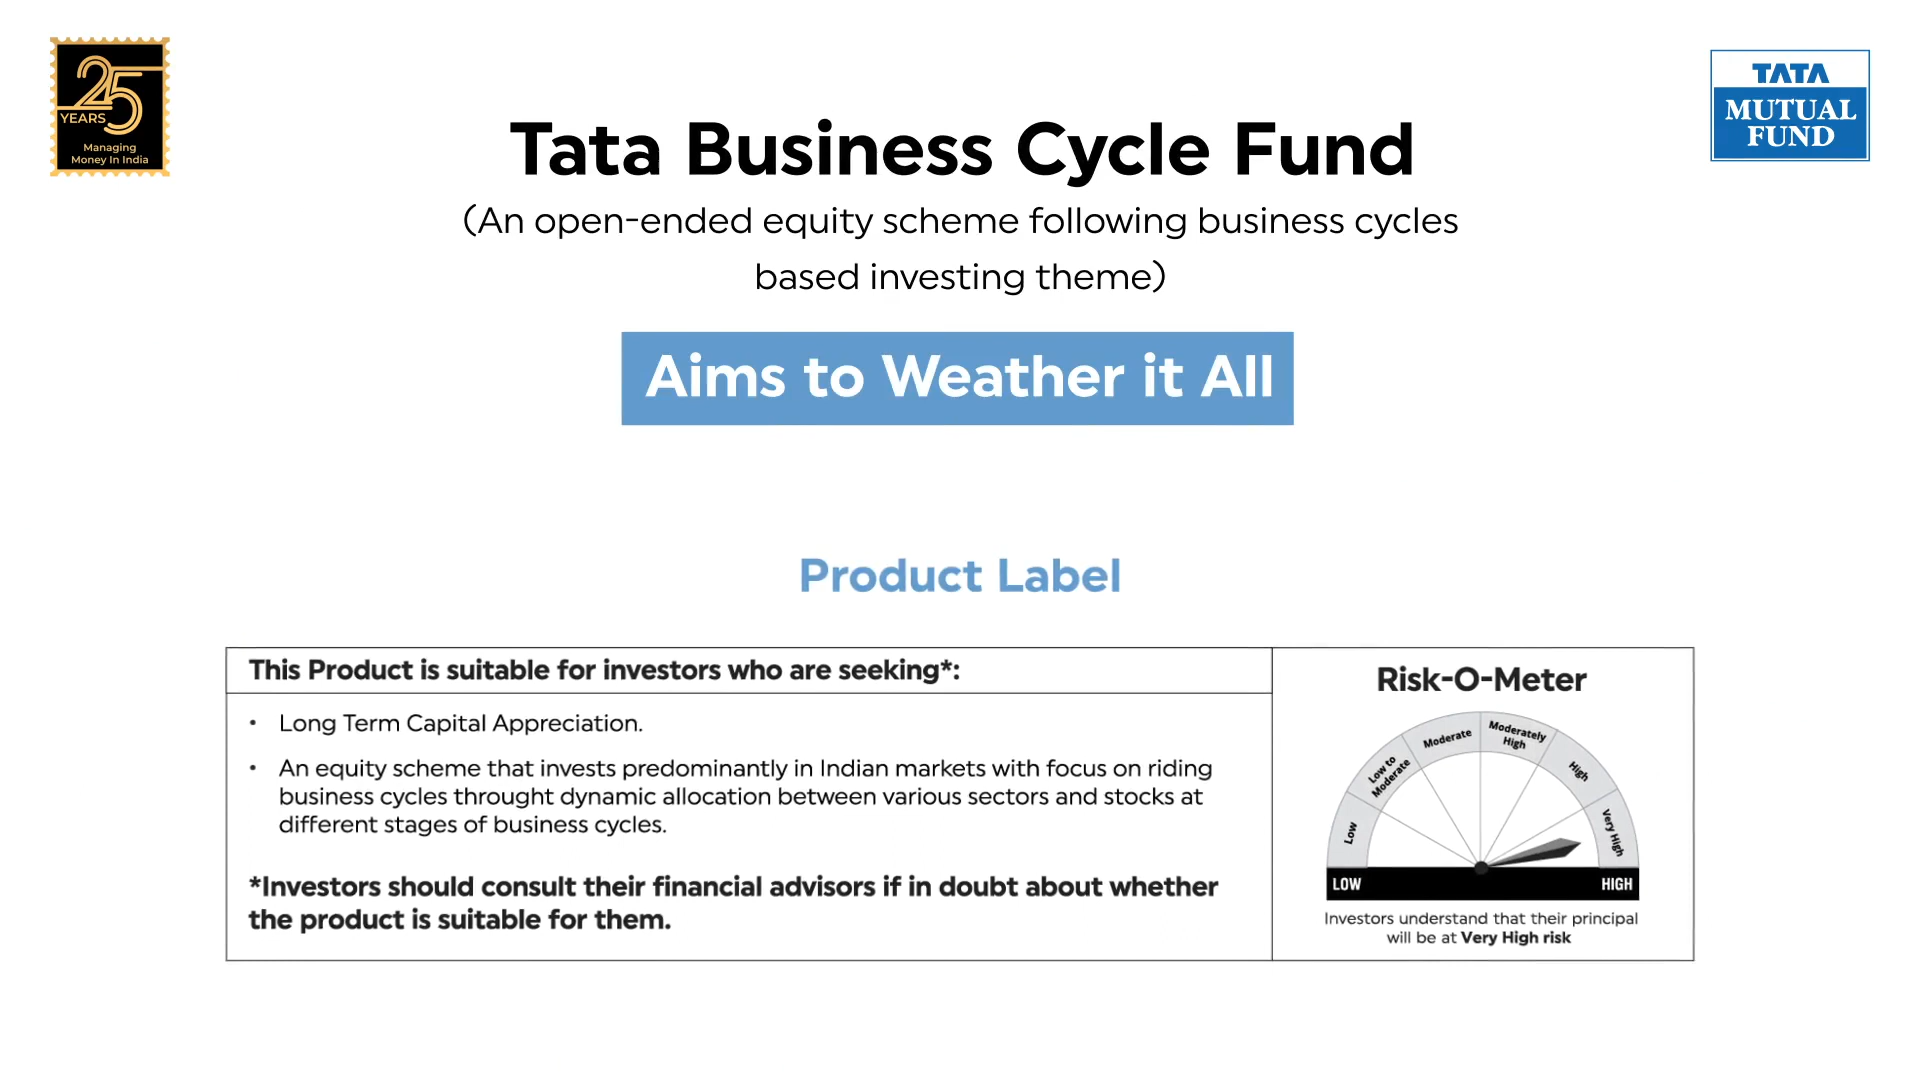 25
YEARS
Managing
Money In India
TATA
MUTUAL
FUND
Tata Business Cycle Fund
(An open-ended equity scheme following business cycles
based investing theme)
Aims to Weather it All
Product Label
This Product is suitable for investors who are seeking*:
• Long Term Capital Appreciation.
• An equity scheme that invests predominantly in Indian markets with focus on riding
business cycles throught dynamic allocation between various sectors and stocks at
different stages of business cycles.
*Investors should consult their financial advisors if in doubt about whether
the product is suitable for them.
Risk-O-Meter
Low
Low to
Moderate
Moderate
Moderately
High
High
Very High
LOW
HIGH
Investors understand that their principal
will be at Very High risk